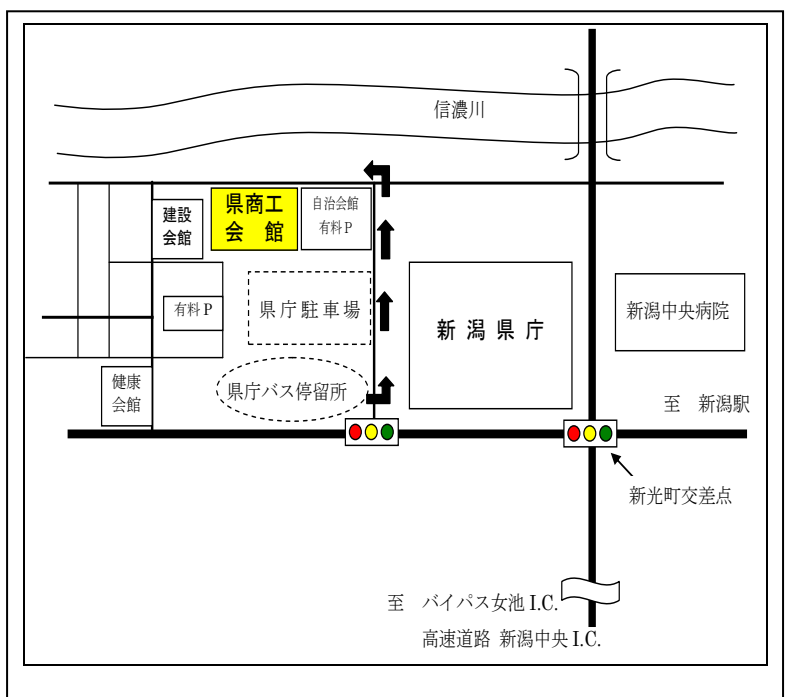 信濃川
県商工
会　館
自治会館
有料P
建設
会館
有料P
県庁駐車場
新潟県庁
新潟中央病院
健康
会館
県庁バス停留所
至　新潟駅
新光町交差点
至　バイパス女池 I.C.
高速道路 新潟中央 I.C.